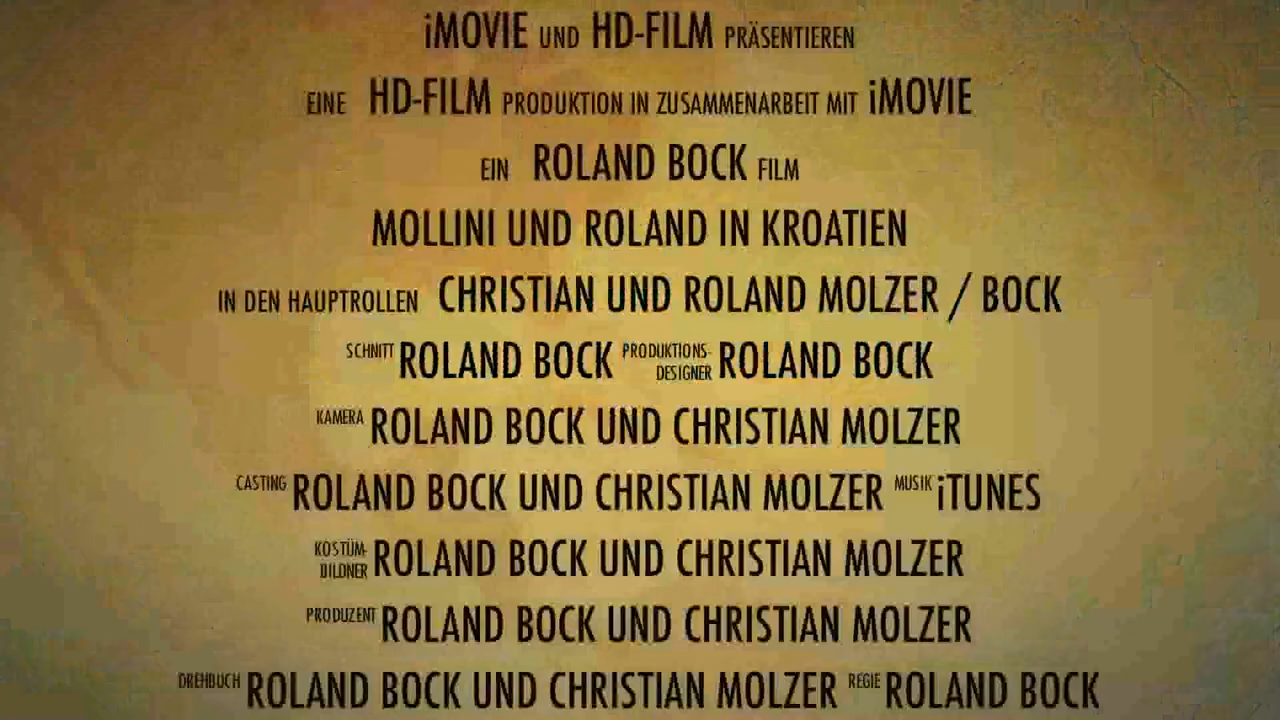 iMOVIE UND HD-FILM PRÄSENTIEREN
EINE HD-FILM PRODUKTION IN ZUSAMMENARBEIT MIT iMOVIE
EIN ROLAND BOCK FILM
MOLLINI UND ROLAND IN KROATIEN
IN DEN HAUPTROLLEN CHRISTIAN UND ROLAND MOLZER / BOCK
SCHNITT ROLAND BOCK PRODUKTIONS-DESIGNER ROLAND BOCK
KAMERA ROLAND BOCK UND CHRISTIAN MOLZER
CASTING ROLAND BOCK UND CHRISTIAN MOLZER MUSIK iTUNES
KOSTÜM-BILDNER ROLAND BOCK UND CHRISTIAN MOLZER
PRODUZENT ROLAND BOCK UND CHRISTIAN MOLZER
DREHBUCH ROLAND BOCK UND CHRISTIAN MOLZER REGIE ROLAND BOCK